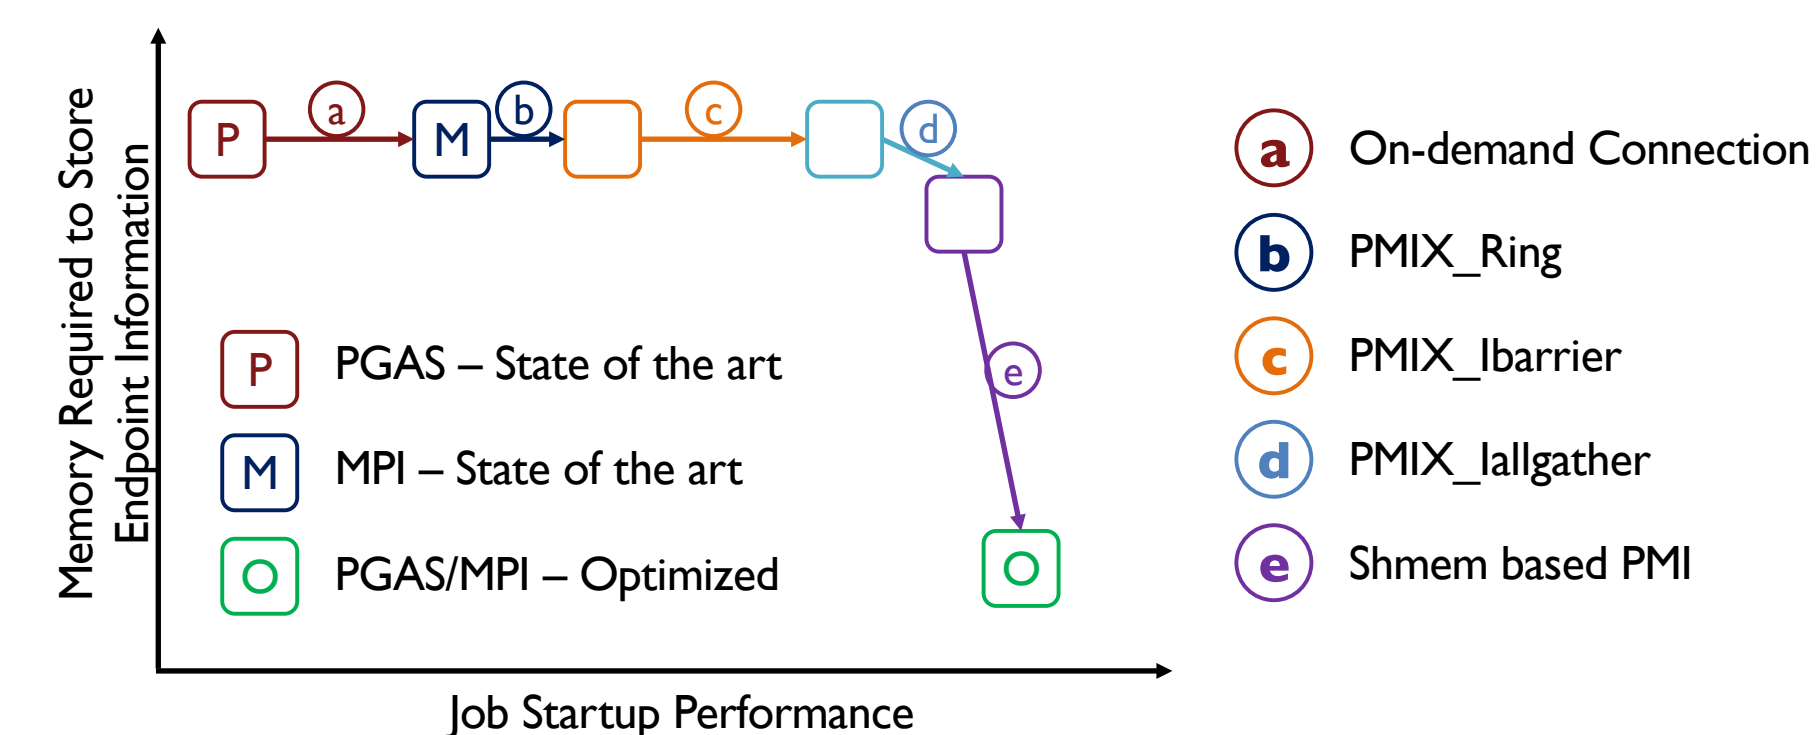 Memory Required to Store
Endpoint Information
P
a
M
b
c
d
e
O
P PGAS – State of the art
M MPI – State of the art
O PGAS/MPI – Optimized
Job Startup Performance
a On-demand Connection
b PMIX_Ring
c PMIX_Ibarrier
d PMIX_Iallgather
e Shmem based PMI